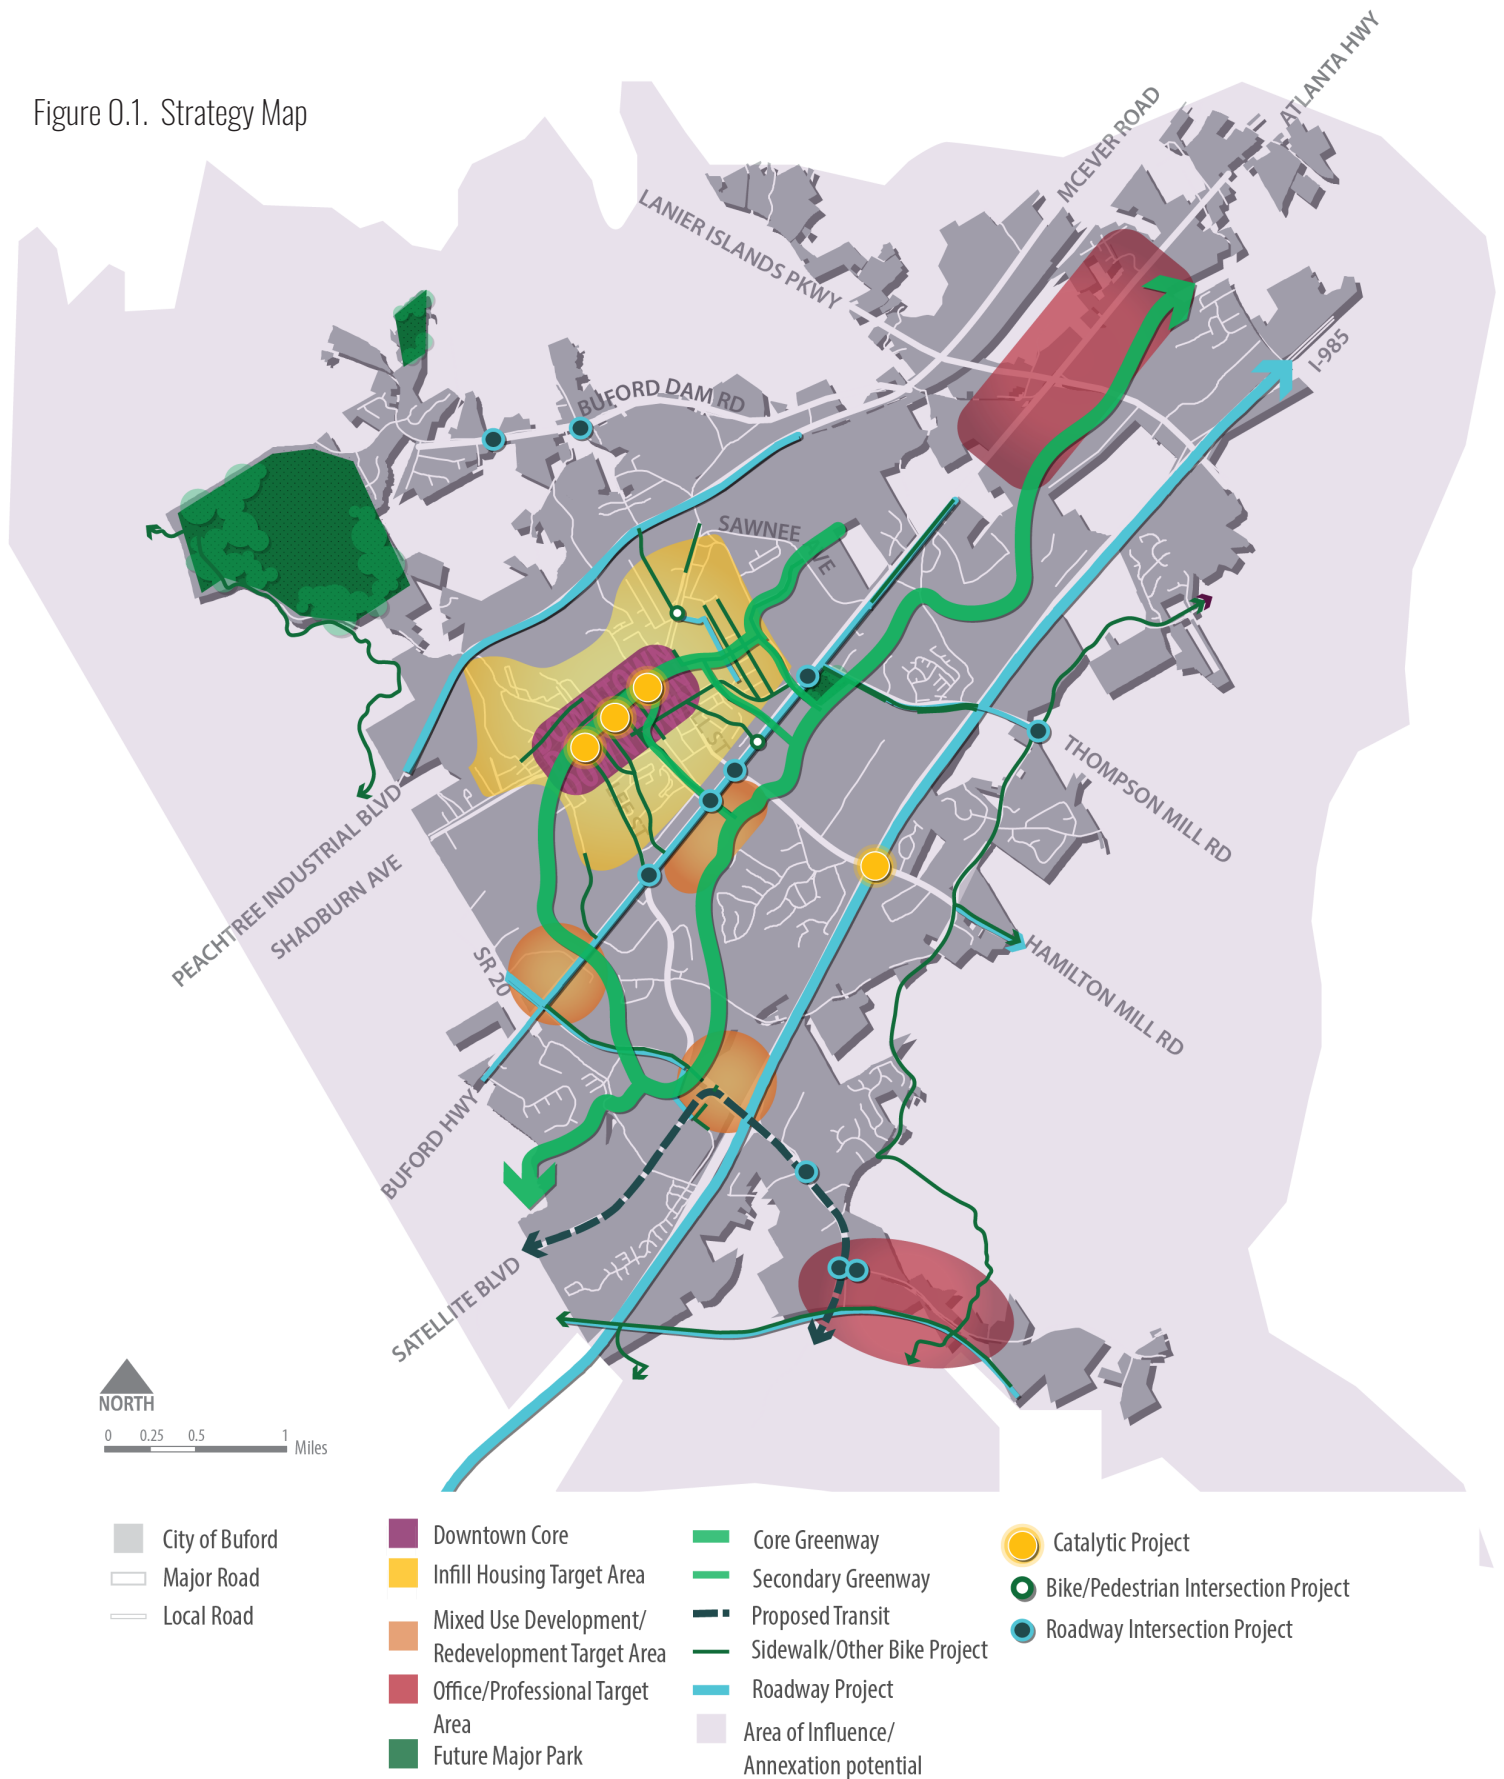 Figure 0.1. Strategy Map
ATLANTA HWY
MCEVER ROAD
LANIER ISLANDS PKWY
I-985
BUFORD DAM RD
SAWNEE AVE
THOMPSON MILL RD
PEACHTREE INDUSTRIAL BLVD
SHADBURN AVE
SR 20
HAMILTON MILL RD
BUFORD HWY
SATELLITE BLVD
NORTH
0 0.25 0.5 1
Miles
City of Buford
Major Road
Local Road
Downtown Core
Infill Housing Target Area
Mixed Use Development/
Redevelopment Target Area
Office/Professional Target
Area
Future Major Park
Core Greenway
Secondary Greenway
Proposed Transit
Sidewalk/Other Bike Project
Roadway Project
Area of Influence/
Annexation potential
Catalytic Project
Bike/Pedestrian Intersection Project
Roadway Intersection Project